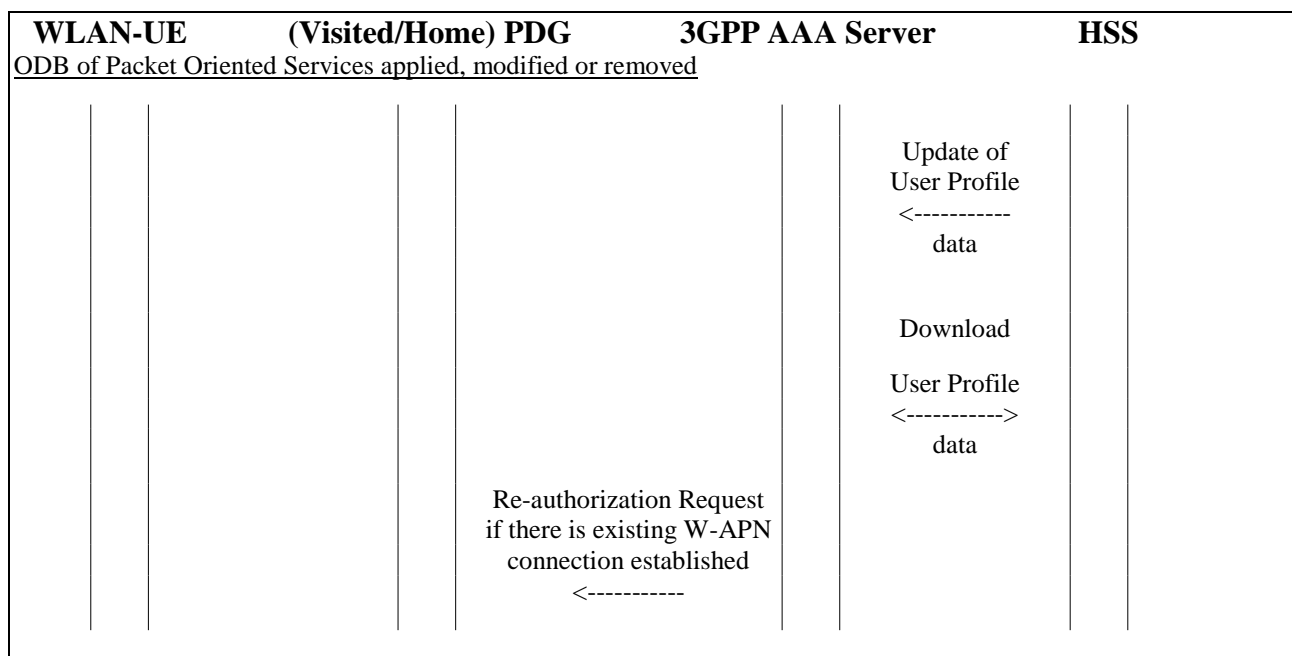 WLAN-UE (Visited/Home) PDG 3GPP AAA Server HSS
ODB of Packet Oriented Services applied, modified or removed
Update of
User Profile
<-----------
data
Download
User Profile
<----------->
data
Re-authorization Request
if there is existing W-APN
connection established
<-----------